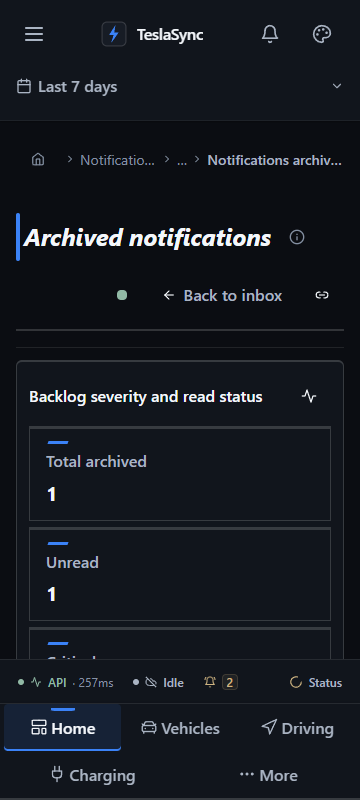 TeslaSync
Last 7 days
Notificatio... ... Notifications archiv...
Archived notifications
Back to inbox
Backlog severity and read status
Total archived
1
Unread
1
API · 257ms Idle 2 Status
Home Vehicles Driving
Charging More